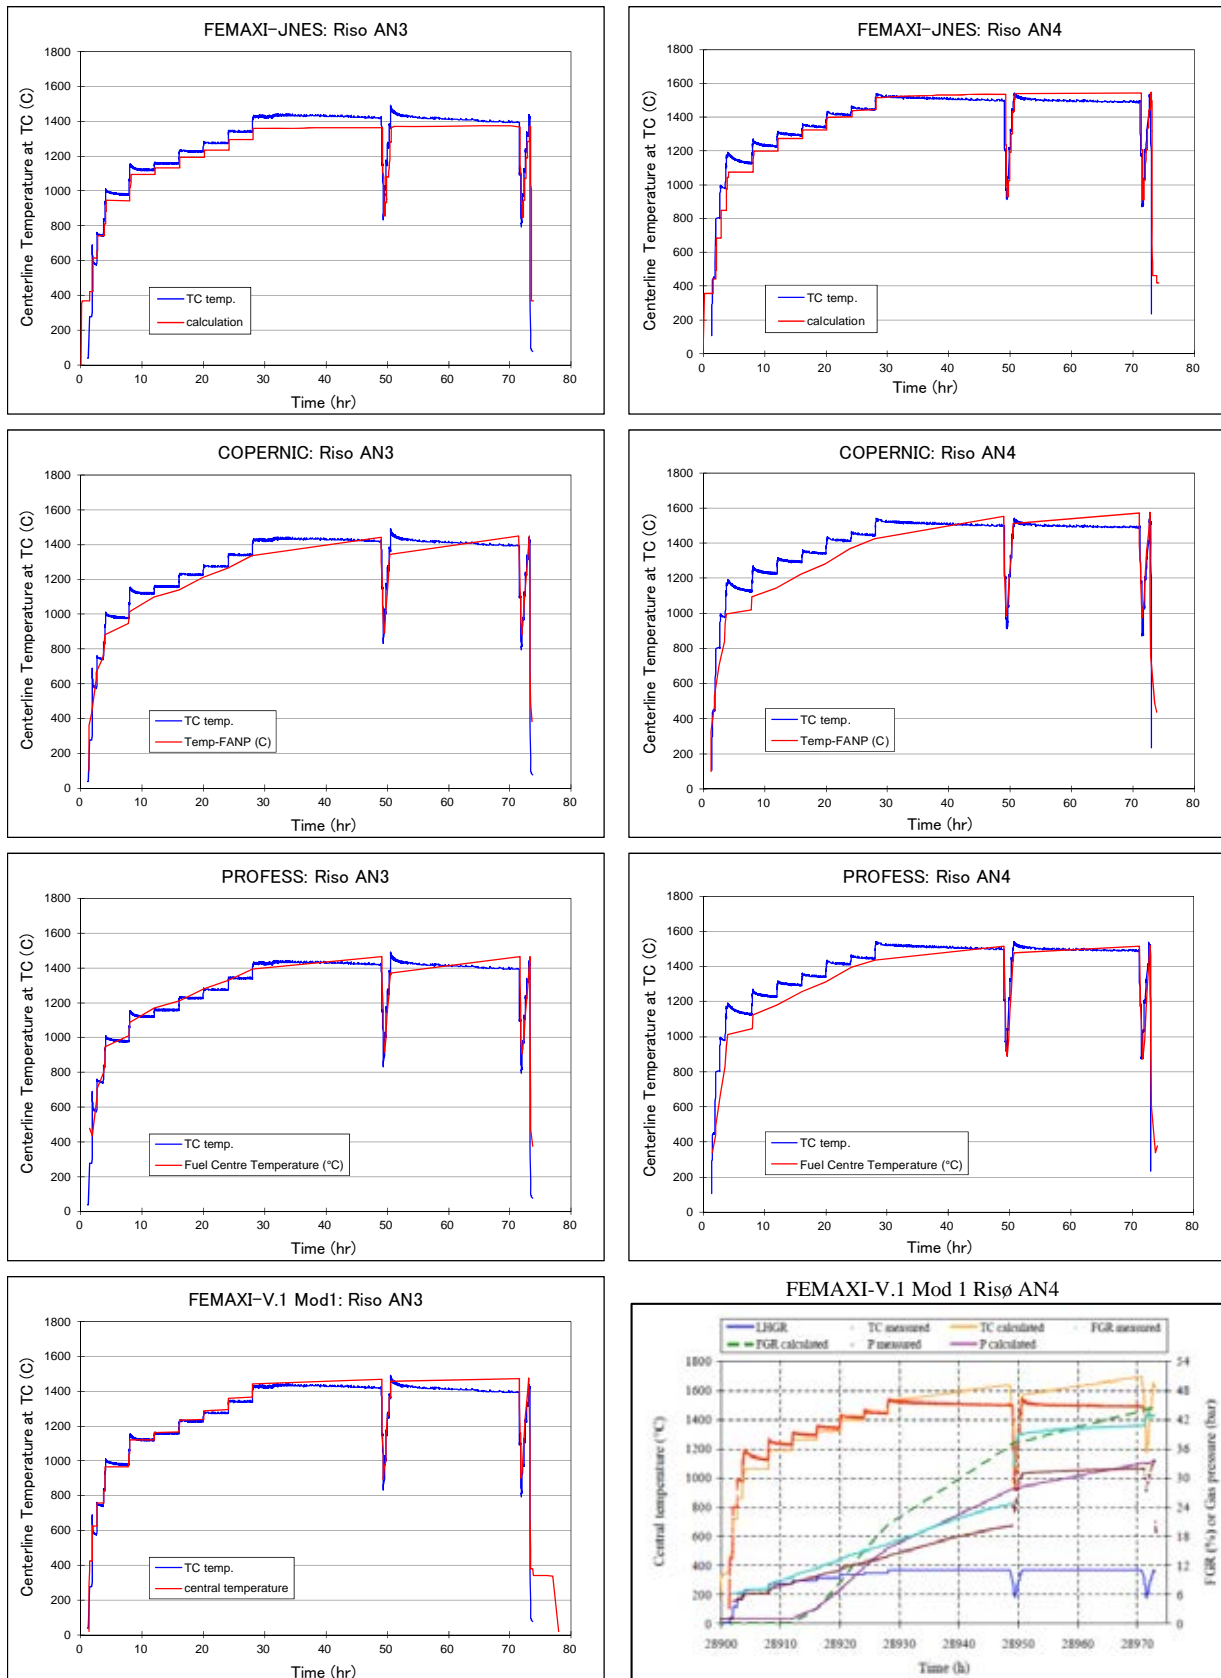 FEMAXI-JNES: Riso AN3
Centerline Temperature at TC (C)
1800
1600
1400
1200
1000
800
600
400
200
0
TC temp.
calculation
0 10 20 30 40 50 60 70 80
Time (hr)
FEMAXI-JNES: Riso AN4
Centerline Temperature at TC (C)
1800
1600
1400
1200
1000
800
600
400
200
0
TC temp.
calculation
0 10 20 30 40 50 60 70 80
Time (hr)
COPERNIC: Riso AN3
Centerline Temperature at TC (C)
1800
1600
1400
1200
1000
800
600
400
200
0
TC temp.
Temp-FANP (C)
0 10 20 30 40 50 60 70 80
Time (hr)
COPERNIC: Riso AN4
Centerline Temperature at TC (C)
1800
1600
1400
1200
1000
800
600
400
200
0
TC temp.
Temp-FANP (C)
0 10 20 30 40 50 60 70 80
Time (hr)
PROFESS: Riso AN3
Centerline Temperature at TC (C)
1800
1600
1400
1200
1000
800
600
400
200
0
TC temp.
Fuel Centre Temperature (°C)
0 10 20 30 40 50 60 70 80
Time (hr)
PROFESS: Riso AN4
Centerline Temperature at TC (C)
1800
1600
1400
1200
1000
800
600
400
200
0
TC temp.
Fuel Centre Temperature (°C)
0 10 20 30 40 50 60 70 80
Time (hr)
FEMAXI-V.1 Mod1: Riso AN3
Centerline Temperature at TC (C)
1800
1600
1400
1200
1000
800
600
400
200
0
TC temp.
central temperature
0 10 20 30 40 50 60 70 80
Time (hr)
FEMAXI-V.1 Mod 1 Risø AN4
LHGR TC measured TC calculated FGR measured
FGR calculated P measured P calculated
Central temperature (°C)
1800
1600
1400
1200
1000
800
600
400
200
0
54
48
42
36
30
24
18
12
6
0
FGR (%) or Gas pressure (bar)
28900 28910 28920 28930 28940 28950 28960 28970
Time (h)